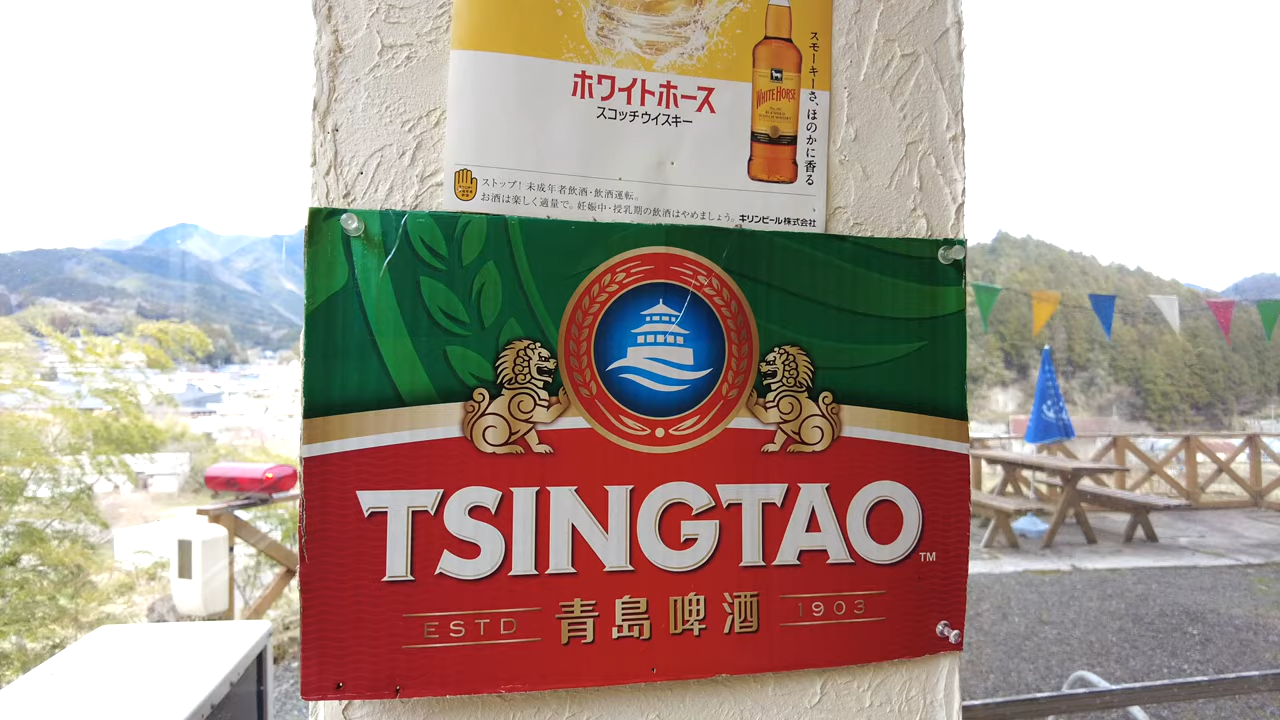 ホワイトホース
スコッチウイスキー
WHITE HORSE
スモーキーさ、ほのかに香る
ストップ! 未成年者飲酒・飲酒運転。
お酒は楽しく適量で。妊娠中・授乳期の飲酒はやめましょう。
キリンビール株式会社
TSINGTAO
TM
ESTD 青島啤酒 1903